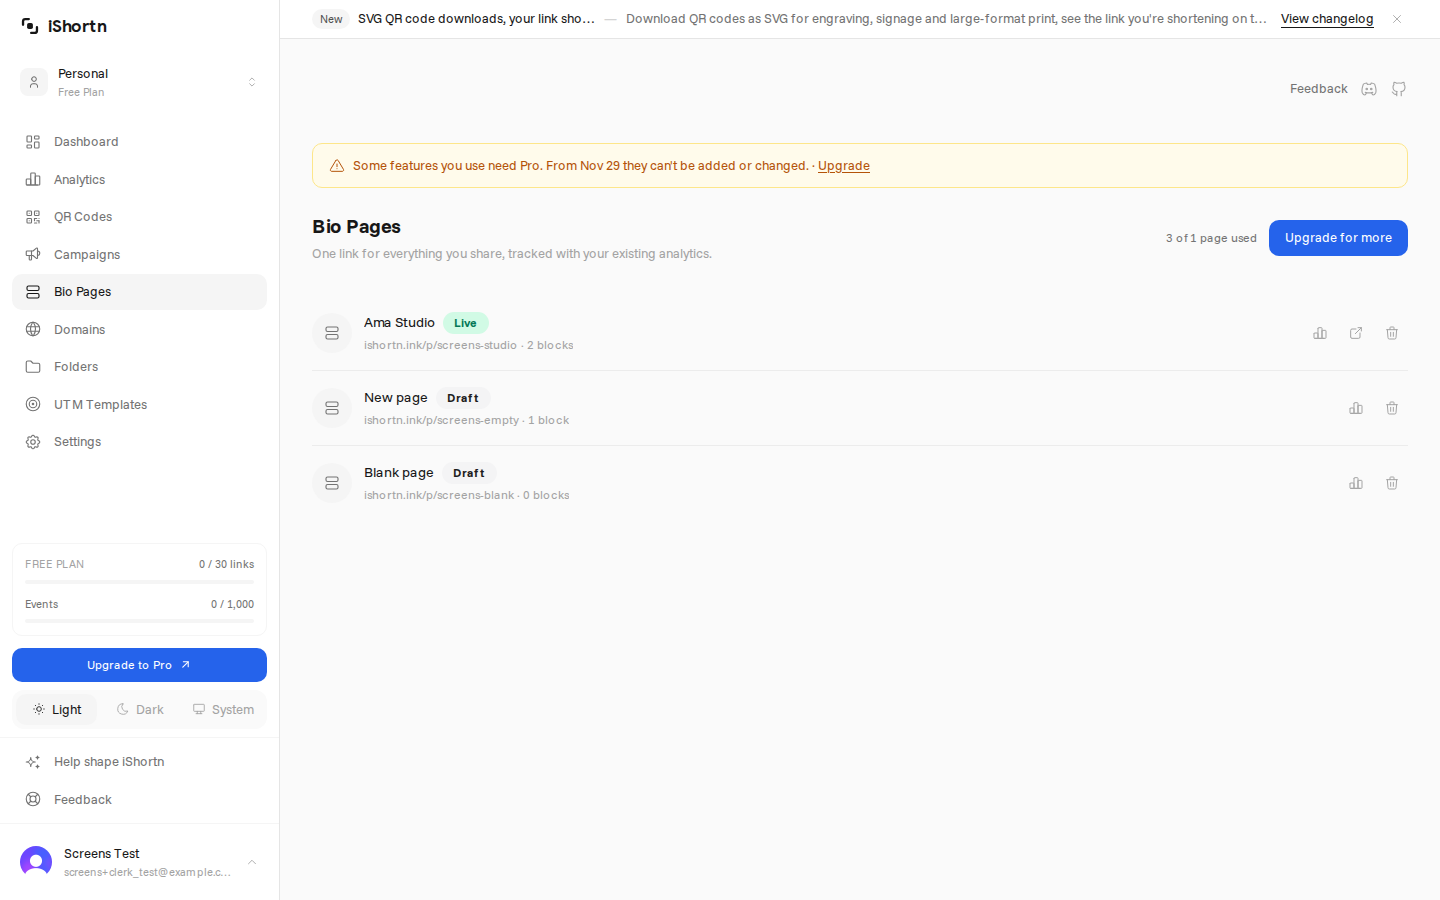 iShortn
Personal
Free Plan
Dashboard
Analytics
QR Codes
Campaigns
Bio Pages
Domains
Folders
UTM Templates
Settings
FREE PLAN 0 / 30 links
Events 0 / 1,000
Upgrade to Pro
Light Dark System
Help shape iShortn
Feedback
Screens Test
screens+clerk_test@example.c...
New SVG QR code downloads, your link sho... — Download QR codes as SVG for engraving, signage and large-format print, see the link you're shortening on t... View changelog
Feedback
Some features you use need Pro. From Nov 29 they can't be added or changed. · Upgrade
Bio Pages
One link for everything you share, tracked with your existing analytics.
3 of 1 page used Upgrade for more
Ama Studio Live
ishortn.ink/p/screens-studio · 2 blocks
New page Draft
ishortn.ink/p/screens-empty · 1 block
Blank page Draft
ishortn.ink/p/screens-blank · 0 blocks